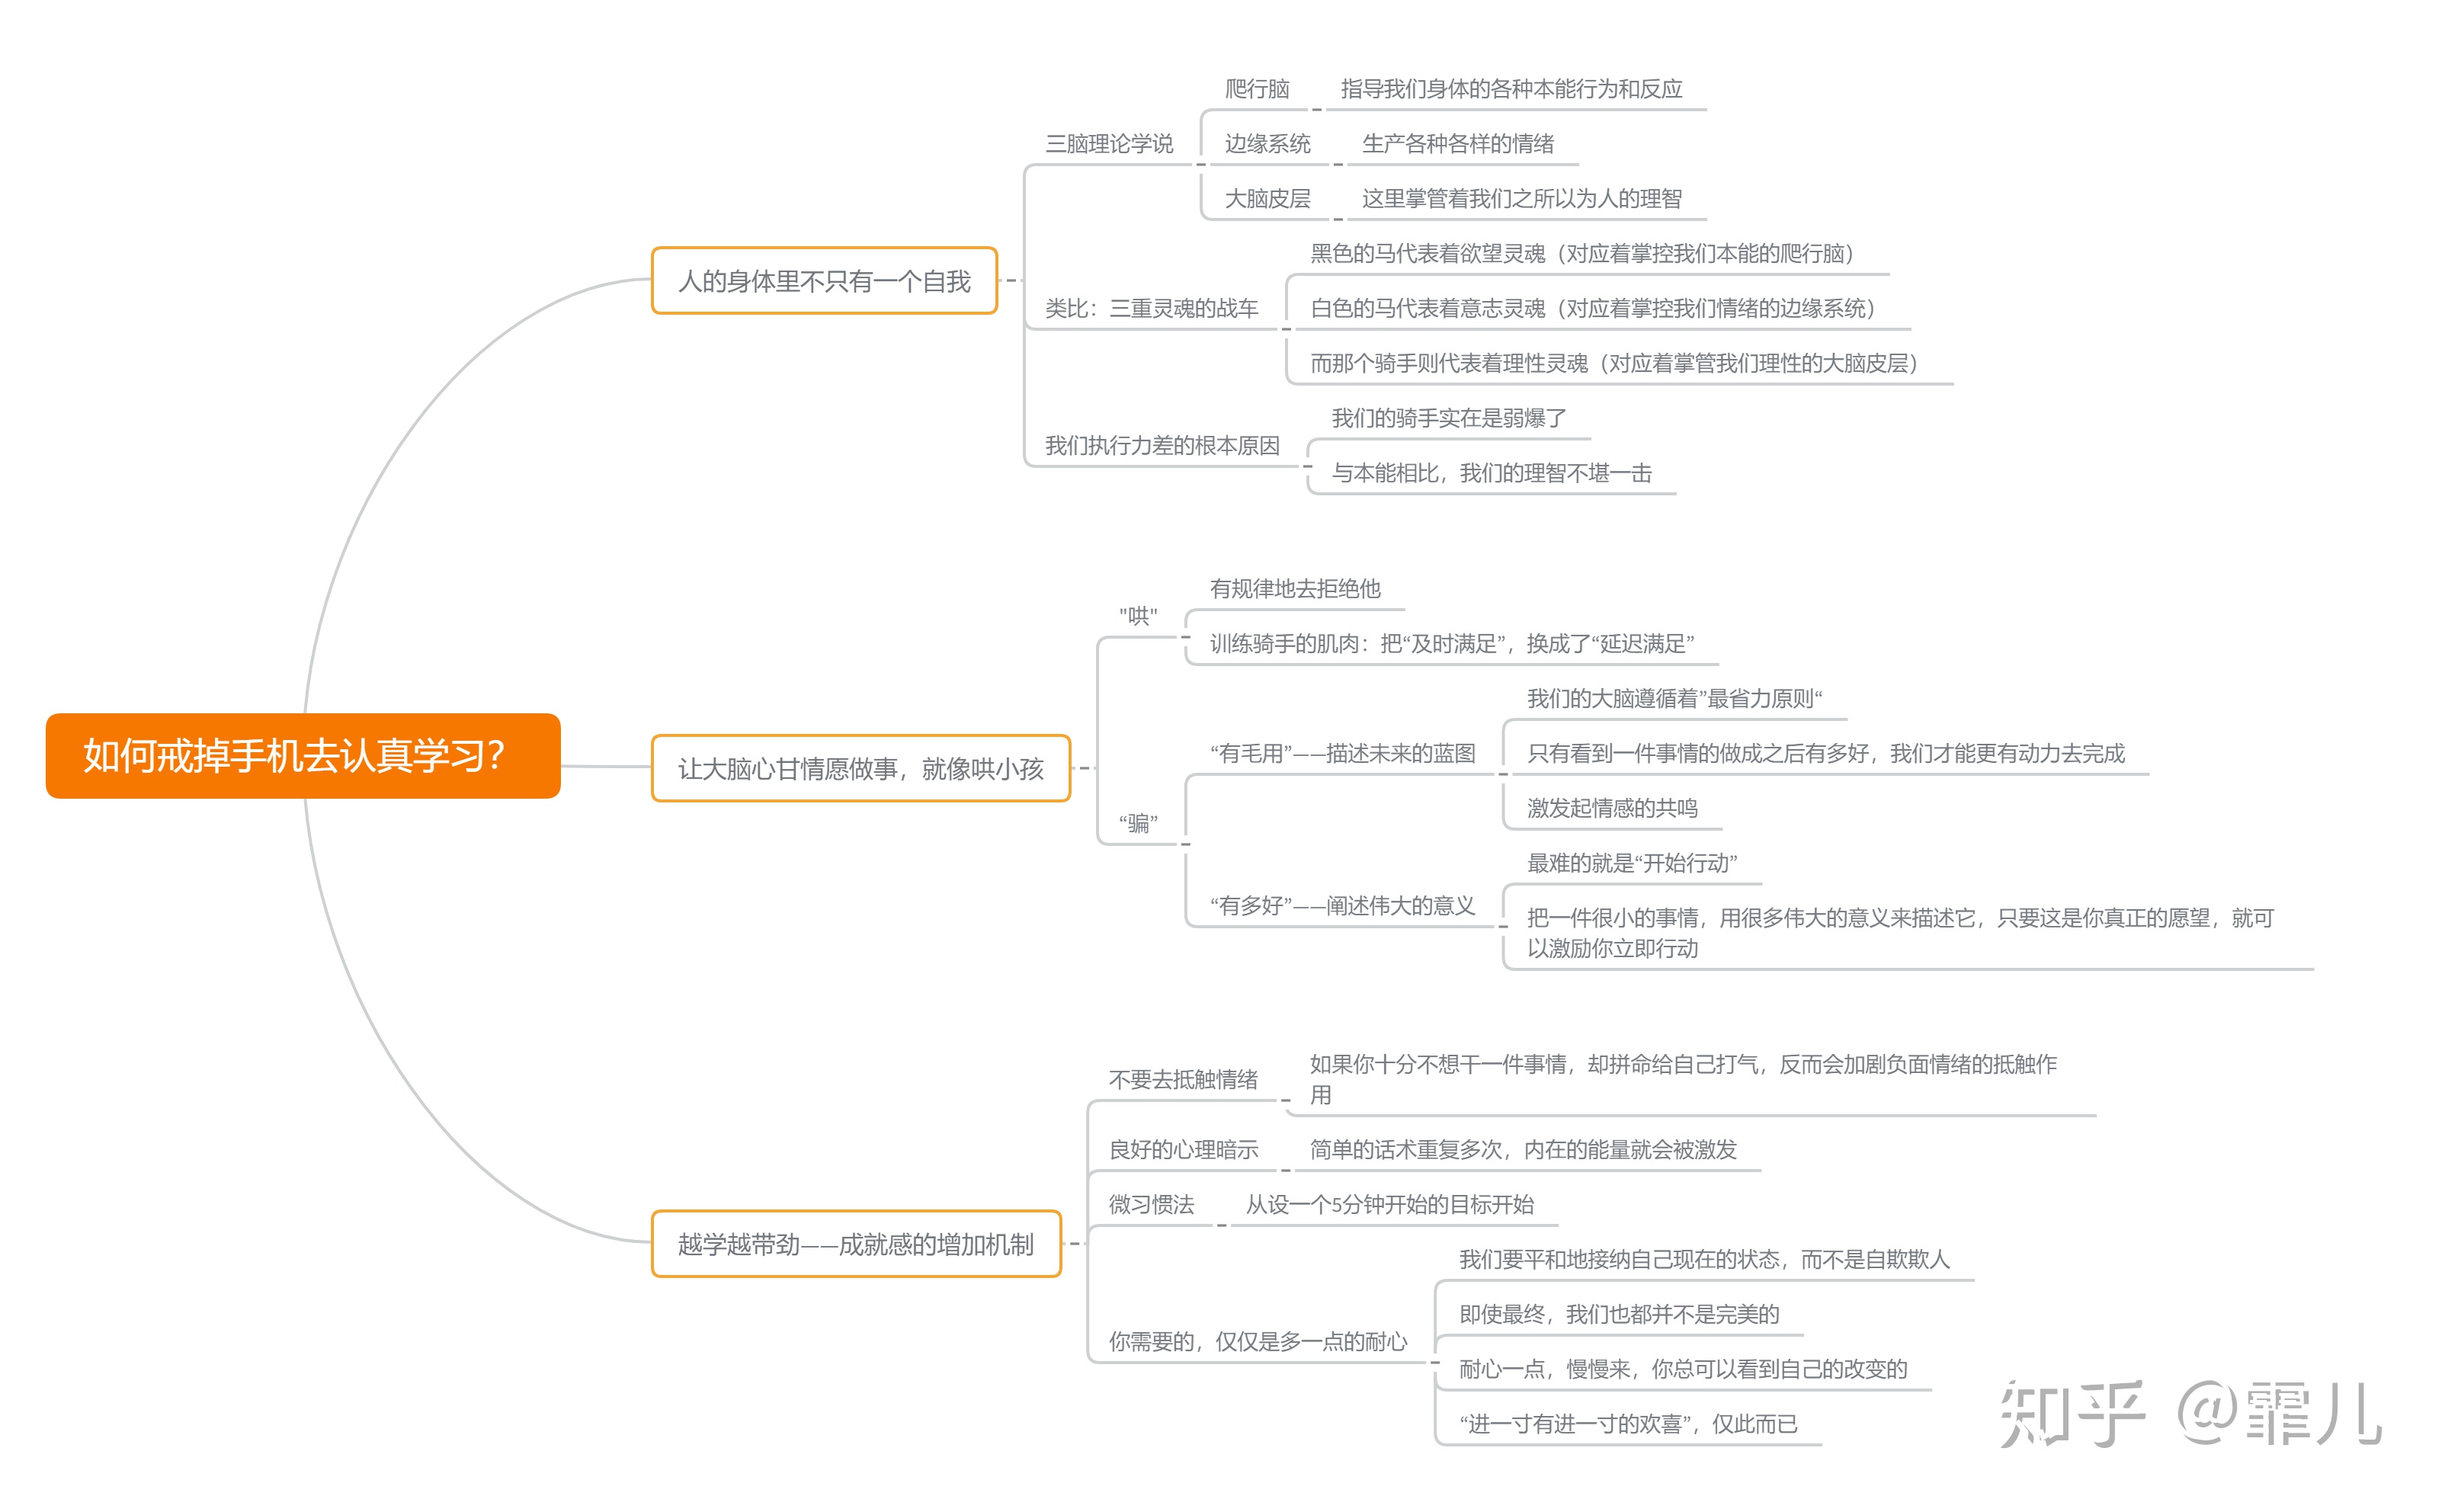 如何戒掉手机去认真学习？
人的身体里不只有一个自我
三脑理论学说
爬行脑
指导我们身体的各种本能行为和反应
边缘系统
生产各种各样的情绪
大脑皮层
这里掌管着我们之所以为人的理智
类比：三重灵魂的战车
黑色的马代表着欲望灵魂（对应着掌控我们本能的爬行脑）
白色的马代表着意志灵魂（对应着掌控我们情绪的边缘系统）
而那个骑手则代表着理性灵魂（对应着掌管我们理性的大脑皮层）
我们执行力差的根本原因
我们的骑手实在是弱爆了
与本能相比，我们的理智不堪一击
让大脑心甘情愿做事，就像哄小孩
"哄"
有规律地去拒绝他
训练骑手的肌肉：把“及时满足”，换成了“延迟满足”
“骗”
“有毛用”——描述未来的蓝图
我们的大脑遵循着”最省力原则“
只有看到一件事情的做成之后有多好，我们才能更有动力去完成
激发起情感的共鸣
“有多好”——阐述伟大的意义
最难的就是“开始行动”
把一件很小的事情，用很多伟大的意义来描述它，只要这是你真正的愿望，就可
以激励你立即行动
越学越带劲——成就感的增加机制
不要去抵触情绪
如果你十分不想干一件事情，却拼命给自己打气，反而会加剧负面情绪的抵触作
用
良好的心理暗示
简单的话术重复多次，内在的能量就会被激发
微习惯法
从设一个5分钟开始的目标开始
你需要的，仅仅是多一点的耐心
我们要平和地接纳自己现在的状态，而不是自欺欺人
即使最终，我们也都并不是完美的
耐心一点，慢慢来，你总可以看到自己的改变的
“进一寸有进一寸的欢喜”，仅此而已
知乎 @霏儿